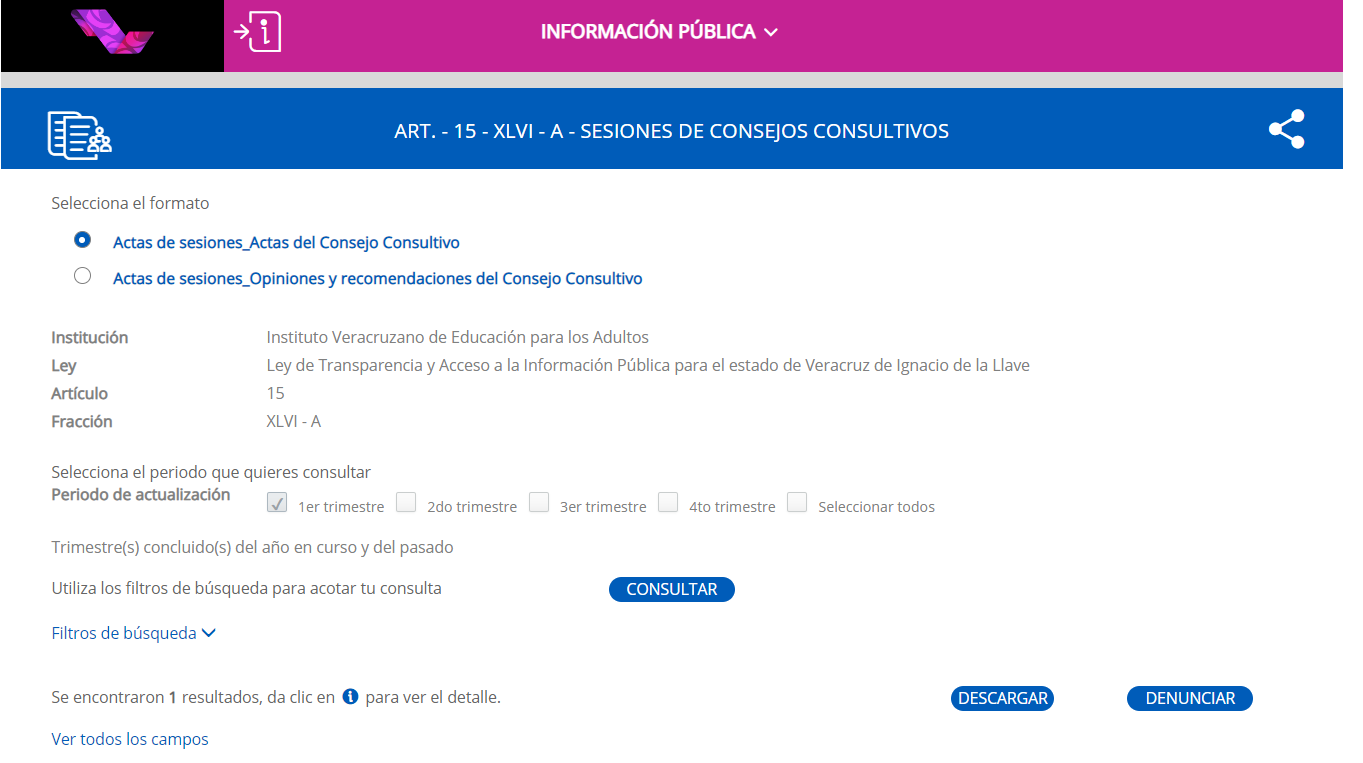 INFORMACIÓN PÚBLICA
ART. - 15 - XLVI - A - SESIONES DE CONSEJOS CONSULTIVOS
Selecciona el formato
Actas de sesiones_Actas del Consejo Consultivo
Actas de sesiones_Opiniones y recomendaciones del Consejo Consultivo
Institución Instituto Veracruzano de Educación para los Adultos
Ley Ley de Transparencia y Acceso a la Información Pública para el estado de Veracruz de Ignacio de la Llave
Artículo 15
Fracción XLVI - A
Selecciona el periodo que quieres consultar
Periodo de actualización 1er trimestre 2do trimestre 3er trimestre 4to trimestre Seleccionar todos
Trimestre(s) concluido(s) del año en curso y del pasado
Utiliza los filtros de búsqueda para acotar tu consulta CONSULTAR
Filtros de búsqueda
Se encontraron 1 resultados, da clic en i para ver el detalle. DESCARGAR DENUNCIAR
Ver todos los campos